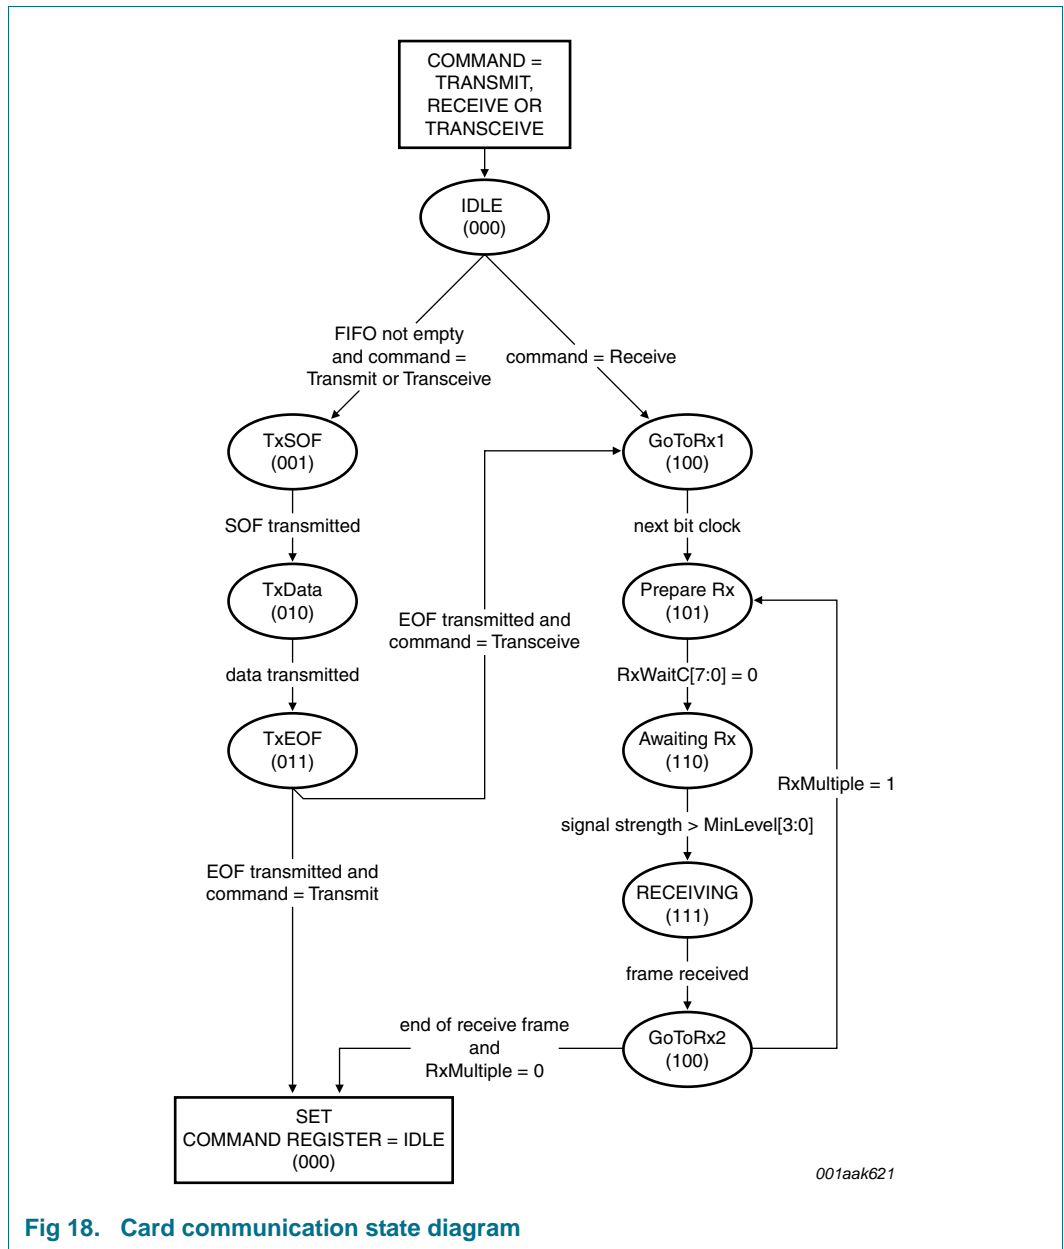 COMMAND =
TRANSMIT,
RECEIVE OR
TRANSCEIVE
IDLE
(000)
FIFO not empty
and command =
Transmit or Transceive
command = Receive
TxSOF
(001)
GoToRx1
(100)
SOF transmitted
next bit clock
TxData
(010)
Prepare Rx
(101)
EOF transmitted and
command = Transceive
data transmitted
RxWaitC[7:0] = 0
TxEOF
(011)
Awaiting Rx
(110)
RxMultiple = 1
signal strength > MinLevel[3:0]
EOF transmitted and
command = Transmit
RECEIVING
(111)
frame received
end of receive frame
and
RxMultiple = 0
GoToRx2
(100)
SET
COMMAND REGISTER = IDLE
(000)
001aak621
Fig 18. Card communication state diagram